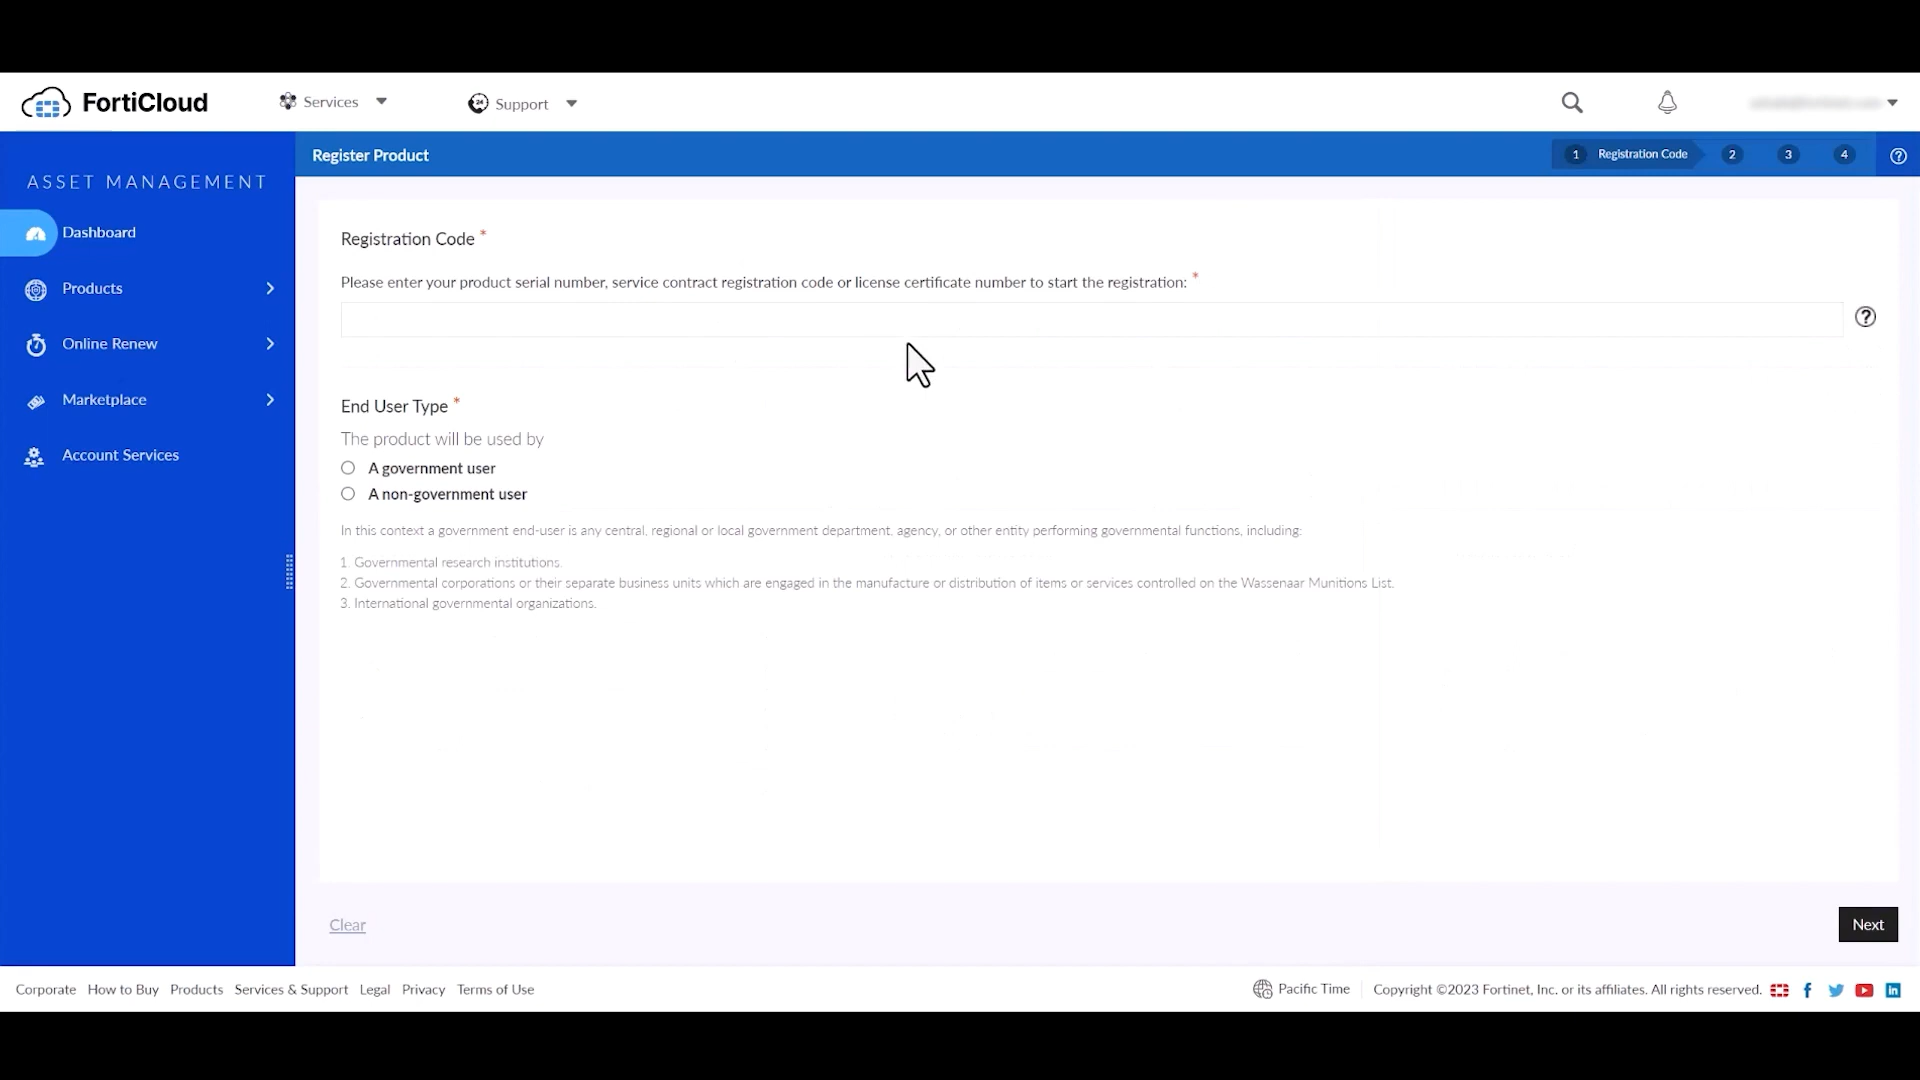 FortiCloud
Services
24
Support
Register Product
1 Registration Code 2 3 4
ASSET MANAGEMENT
Dashboard
Products
Online Renew
Marketplace
Account Services
Registration Code *
Please enter your product serial number, service contract registration code or license certificate number to start the registration: *
End User Type *
The product will be used by
A government user
A non-government user
In this context a government end-user is any central, regional or local government department, agency, or other entity performing governmental functions, including:
1. Governmental research institutions.
2. Governmental corporations or their separate business units which are engaged in the manufacture or distribution of items or services controlled on the Wassenaar Munitions List.
3. International governmental organizations.
Clear
Next
Corporate How to Buy Products Services & Support Legal Privacy Terms of Use
Pacific Time
Copyright ©2023 Fortinet, Inc. or its affiliates. All rights reserved.